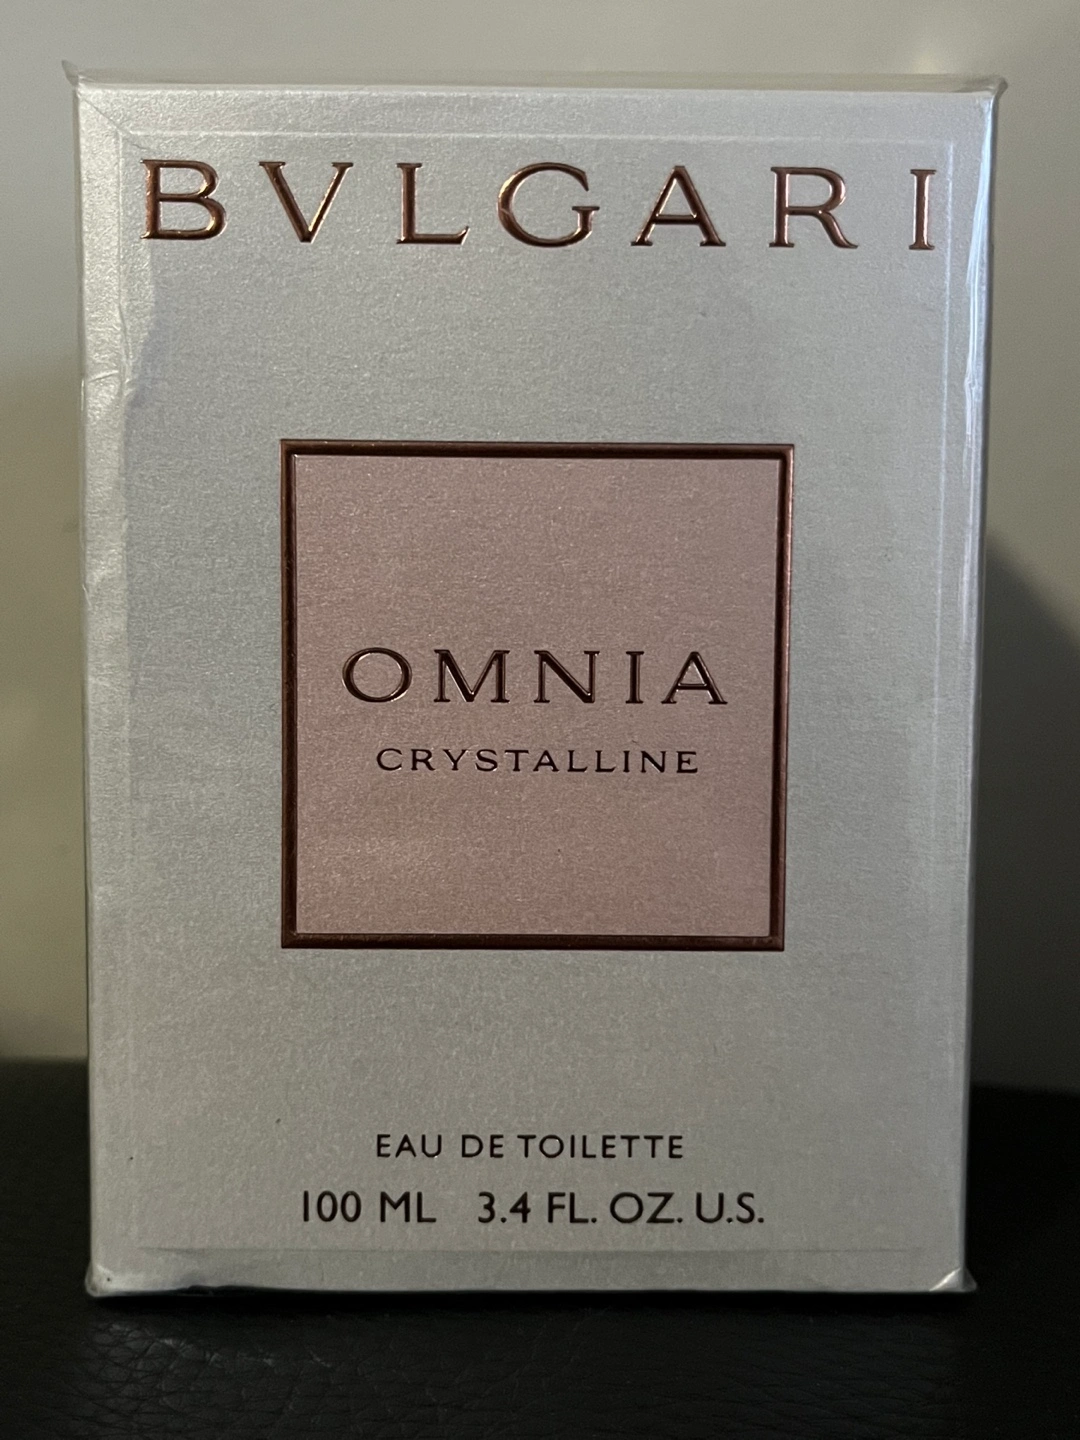 BVLGARI
OMNIA
CRYSTALLINE
EAU DE TOILETTE
100 ML 3.4 FL. OZ. U.S.